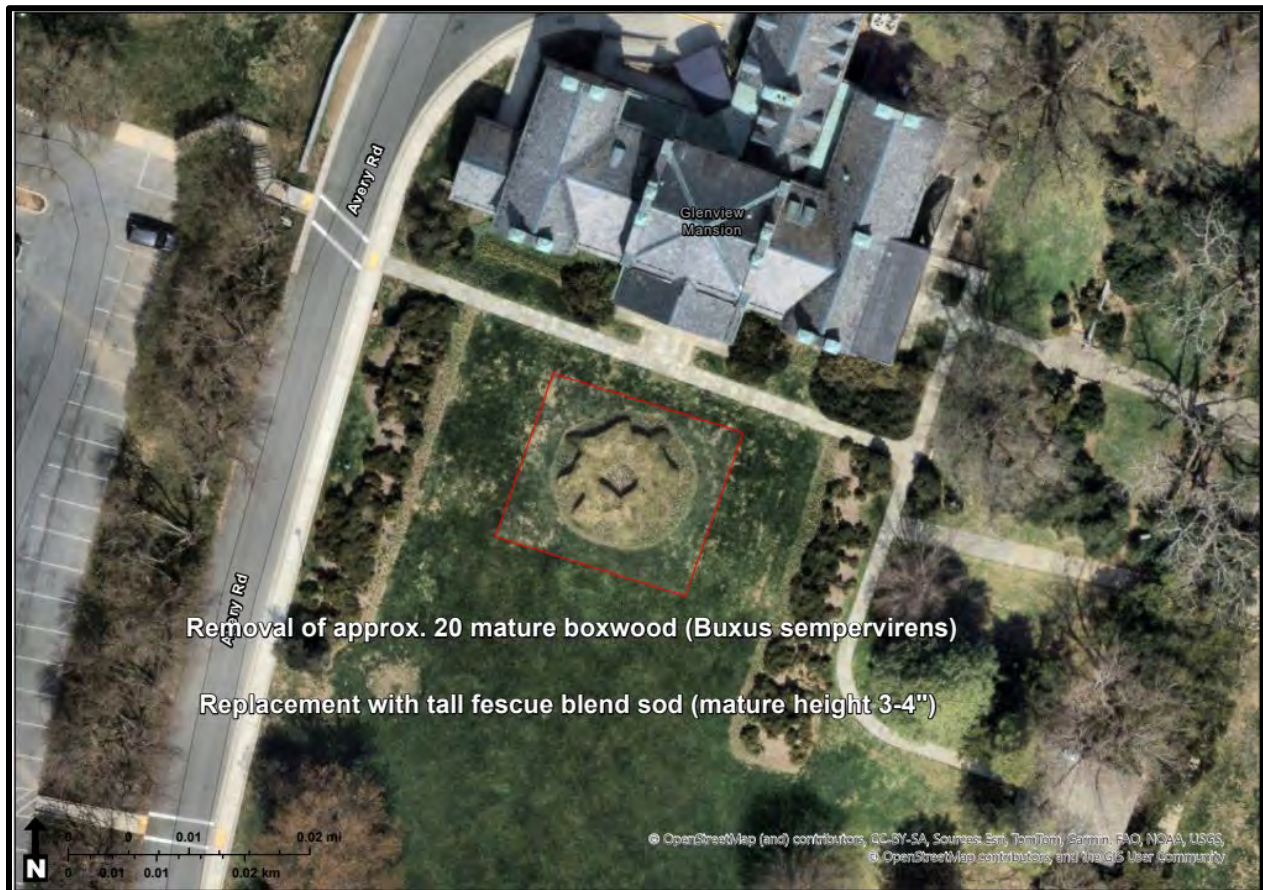 Avery Rd
Glenview
Mansion
Avery Rd
Removal of approx. 20 mature boxwood (Buxus sempervirens)
Replacement with tall fescue blend sod (mature height 3-4")
0 0.01 0.02 mi
0 0.01 0.01 0.02 km
N
© OpenStreetMap (and) contributors, CC-BY-SA, Sources: Esri, TomTom, Garmin, FAO, NOAA, USGS,
© OpenStreetMap contributors, and the GIS User Community